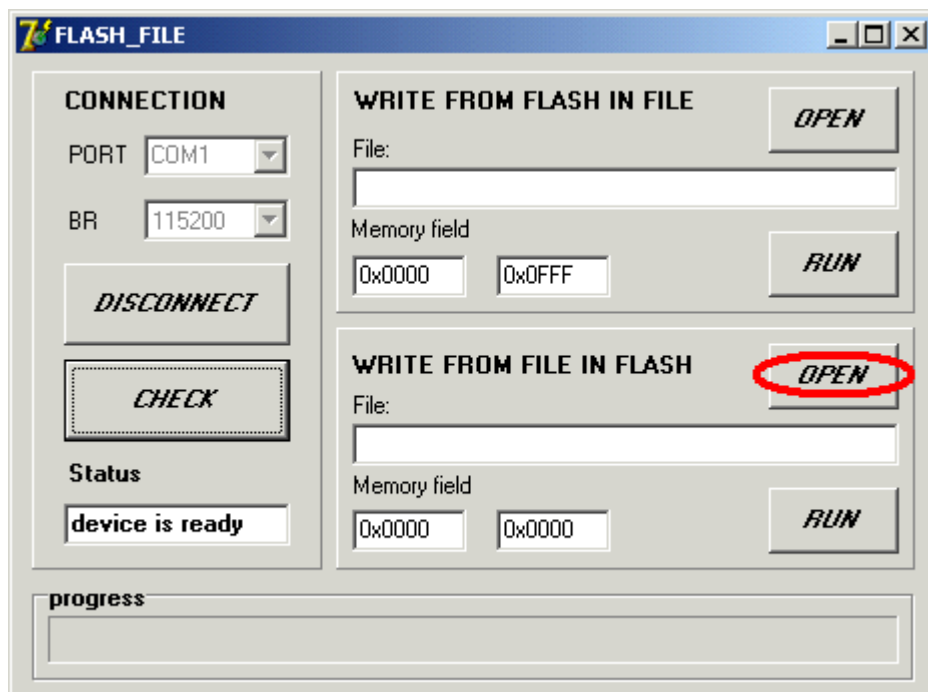 FLASH_FILE
CONNECTION
PORT COM1
BR 115200
DISCONNECT
CHECK
Status
device is ready
WRITE FROM FLASH IN FILE
OPEN
File:
Memory field
0x0000 0x0FFF
RUN
WRITE FROM FILE IN FLASH
OPEN
File:
Memory field
0x0000 0x0000
RUN
progress